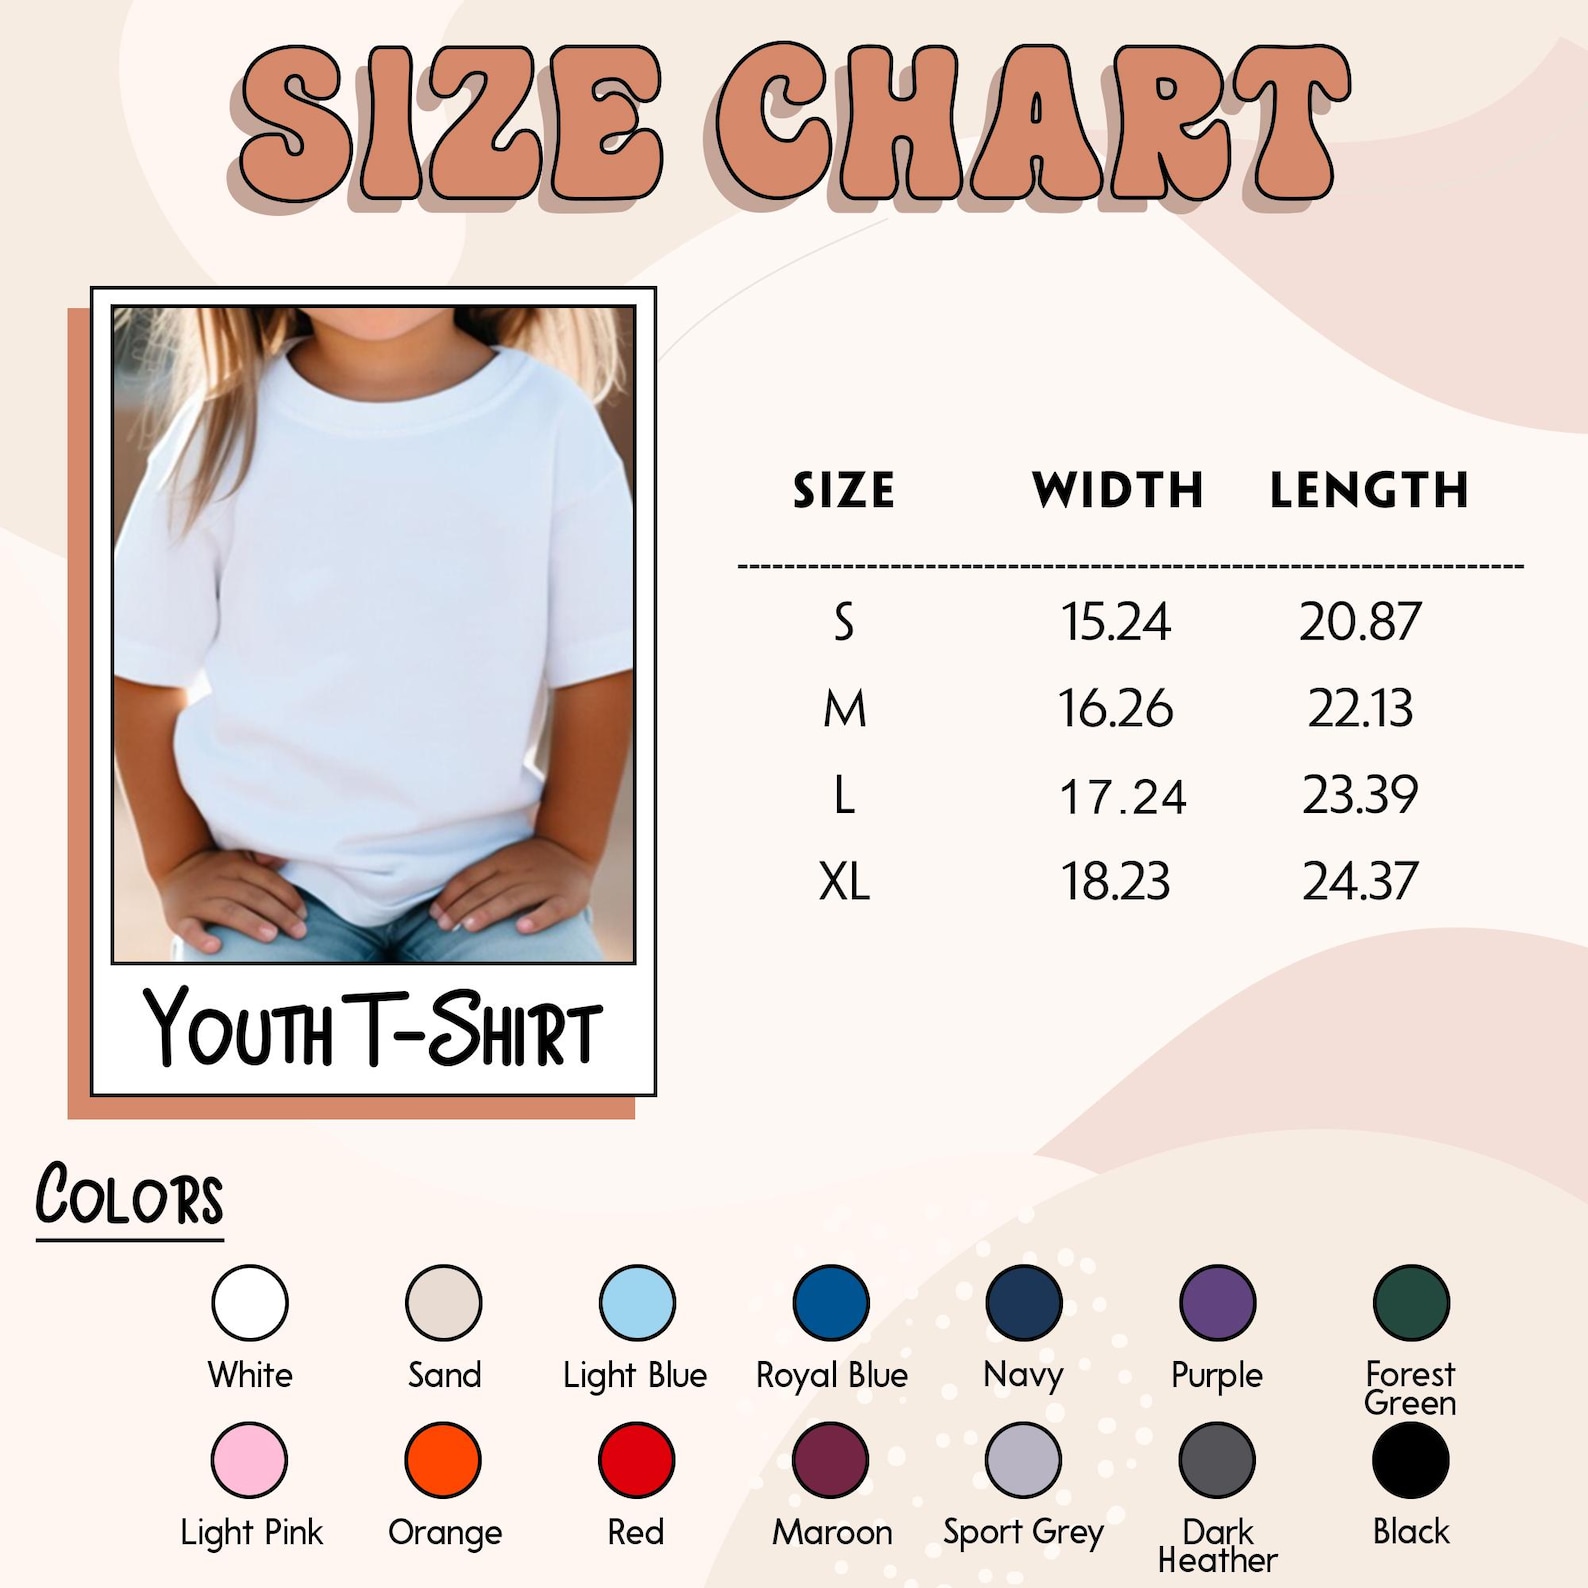 SIZE CHART
SIZE WIDTH LENGTH
S 15.24 20.87
M 16.26 22.13
L 17.24 23.39
XL 18.23 24.37
YOUTH T-SHIRT
COLORS
White Sand Light Blue Royal Blue Navy Purple Forest
Green
Light Pink Orange Red Maroon Sport Grey Dark Black
Heather